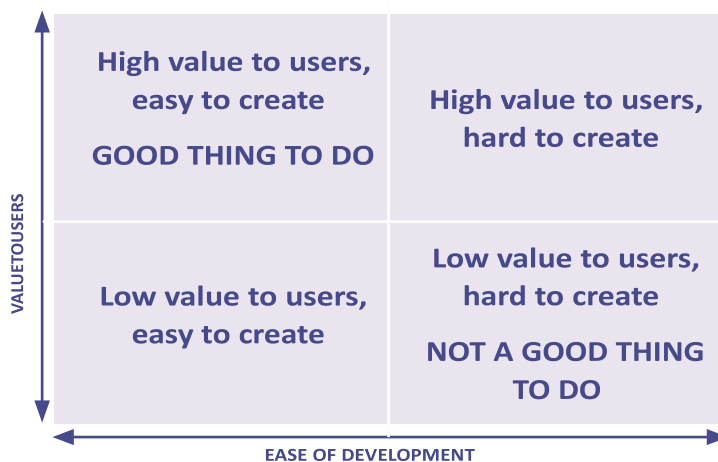 High value to users,
easy to create
GOOD THING TO DO
High value to users,
hard to create
Low value to users,
easy to create
Low value to users,
hard to create
NOT A GOOD THING
TO DO
VALUETOUSERS
EASE OF DEVELOPMENT